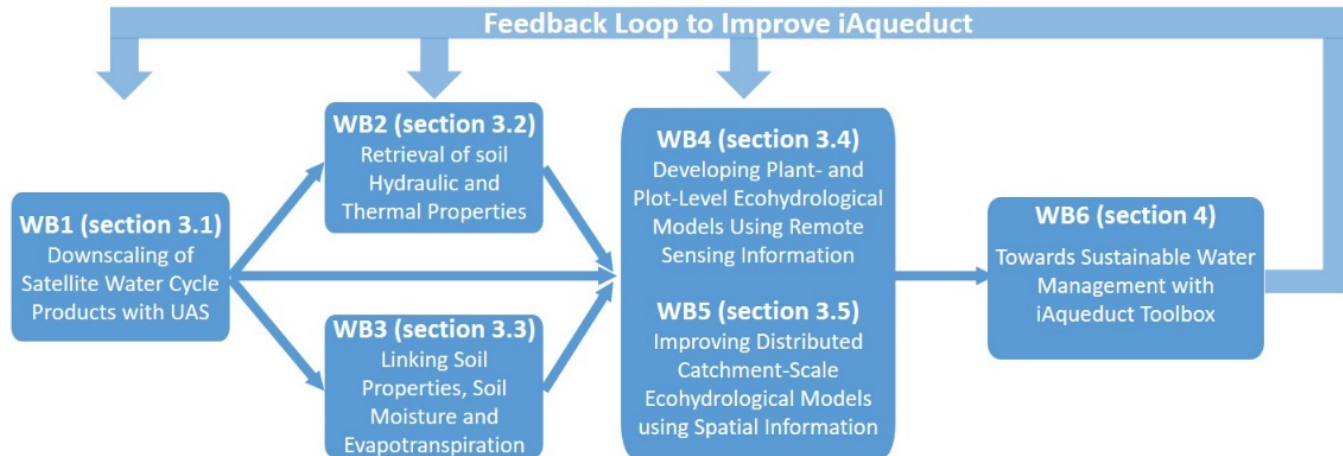 Feedback Loop to Improve iAqueduct
WB1 (section 3.1)
Downscaling of
Satellite Water Cycle
Products with UAS
WB2 (section 3.2)
Retrieval of soil
Hydraulic and
Thermal Properties
WB3 (section 3.3)
Linking Soil
Properties, Soil
Moisture and
Evapotranspiration
WB4 (section 3.4)
Developing Plant- and
Plot-Level Ecohydrological
Models Using Remote
Sensing Information
WB5 (section 3.5)
Improving Distributed
Catchment-Scale
Ecohydrological Models
using Spatial Information
WB6 (section 4)
Towards Sustainable Water
Management with
iAqueduct Toolbox